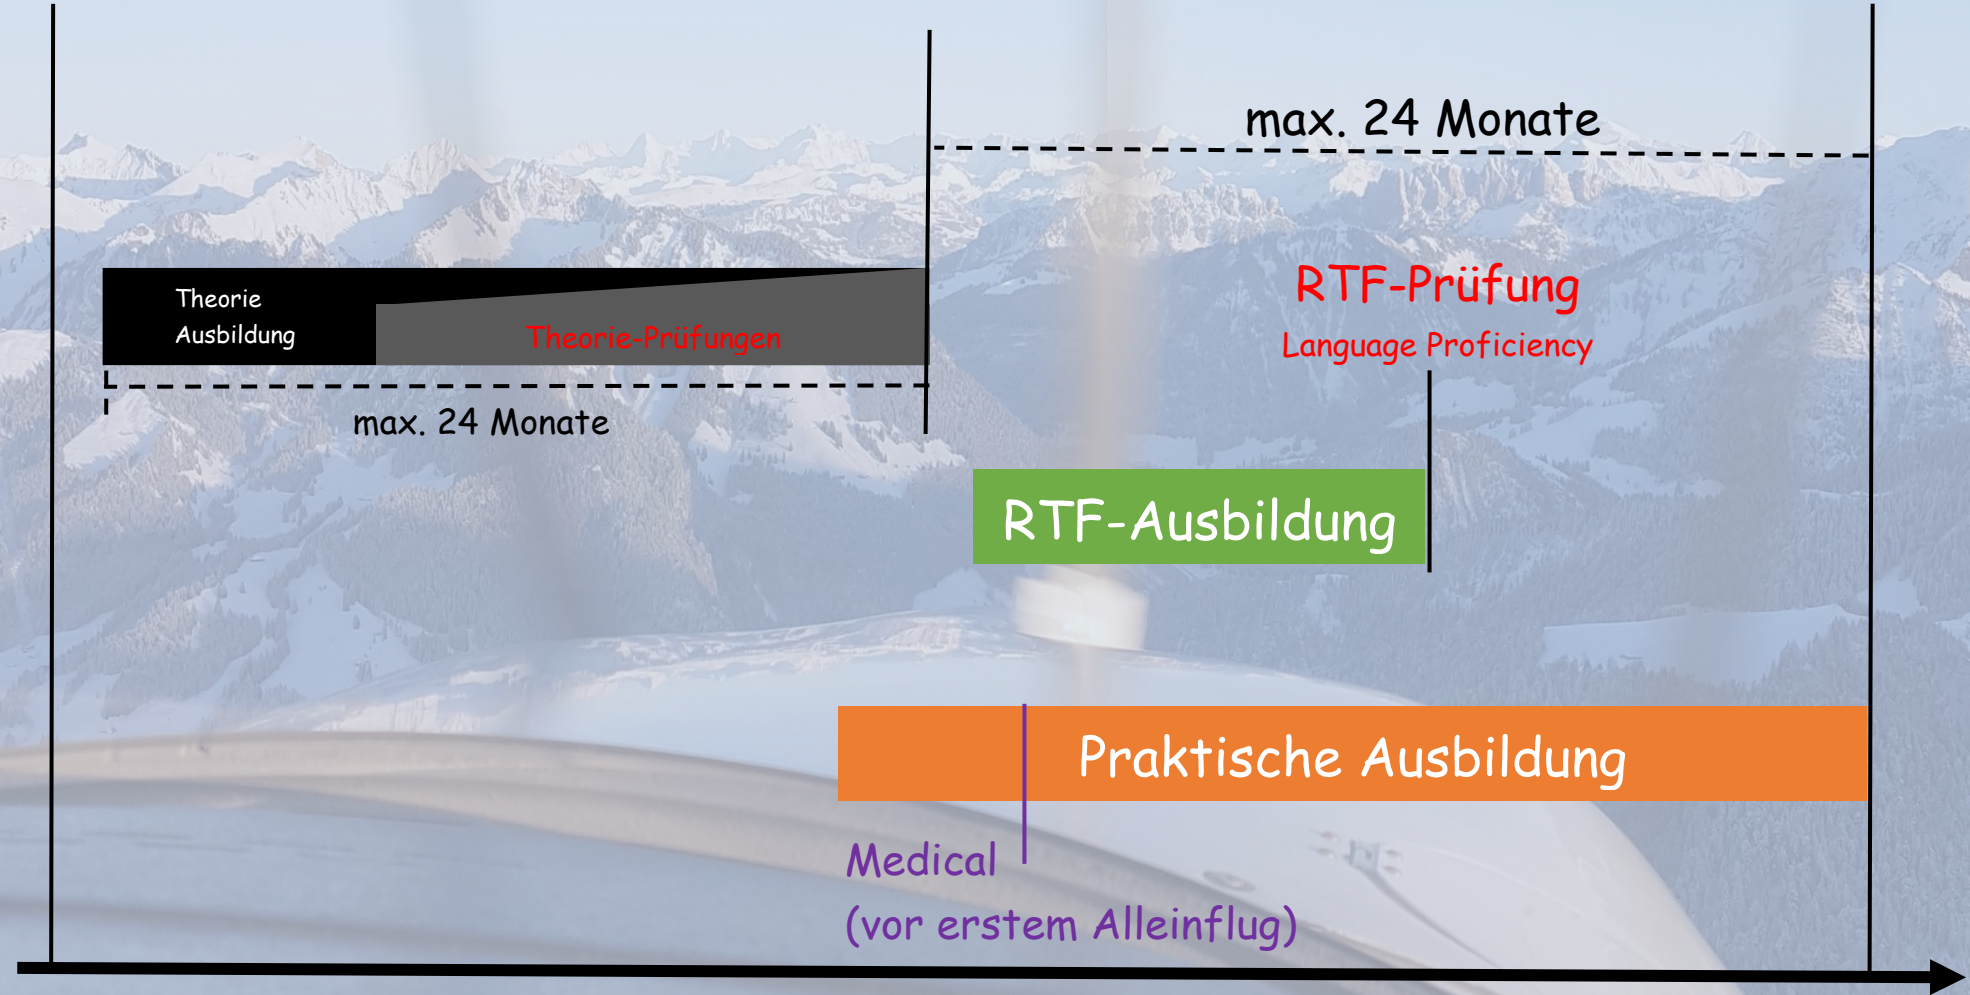 max. 24 Monate
Theorie
Ausbildung
Theorie-Prüfungen
max. 24 Monate
RTF-Prüfung
Language Proficiency
RTF-Ausbildung
Praktische Ausbildung
Medical
(vor erstem Alleinflug)